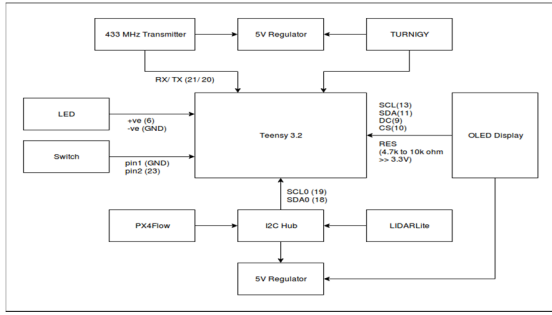 433 MHz Transmitter
5V Regulator
TURNIGY
RX/ TX (21/ 20)
LED
+ve (6)
-ve (GND)
Teensy 3.2
SCL(13)
SDA(11)
DC(9)
CS(10)
RES
(4.7k to 10k ohm
>> 3.3V)
OLED Display
Switch
pin1 (GND)
pin2 (23)
SCL0 (19)
SDA0 (18)
PX4Flow
I2C Hub
LIDARLite
5V Regulator